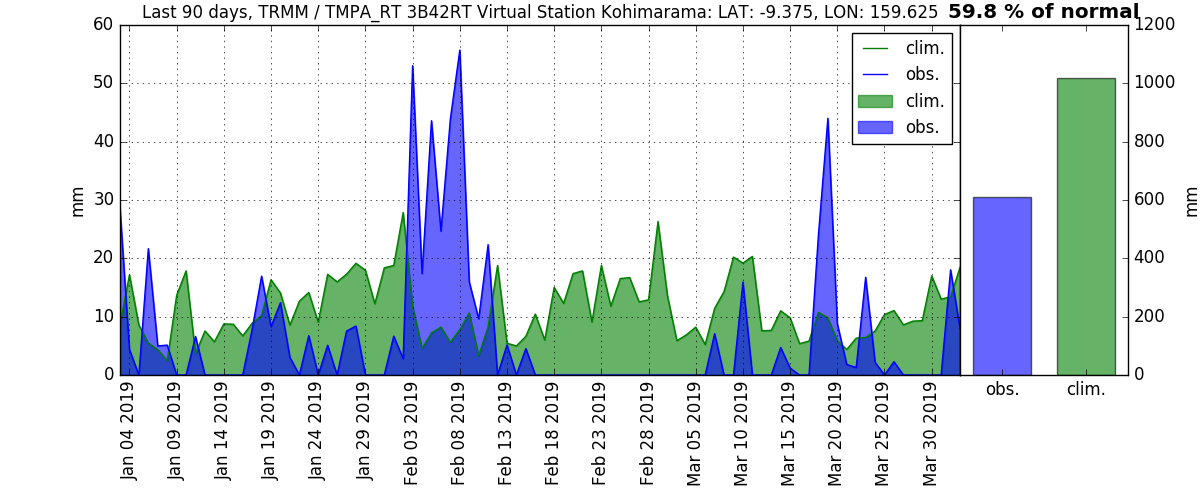 Last 90 days, TRMM / TMPA_RT 3B42RT Virtual Station Kohimarama: LAT: -9.375, LON: 159.625
59.8 % of normal
60
50
40
30
20
10
0
mm
clim.
obs.
clim.
obs.
Jan 04 2019
Jan 09 2019
Jan 14 2019
Jan 19 2019
Jan 24 2019
Jan 29 2019
Feb 03 2019
Feb 08 2019
Feb 13 2019
Feb 18 2019
Feb 23 2019
Feb 28 2019
Mar 05 2019
Mar 10 2019
Mar 15 2019
Mar 20 2019
Mar 25 2019
Mar 30 2019
1200
1000
800
600
400
200
0
mm
obs.
clim.